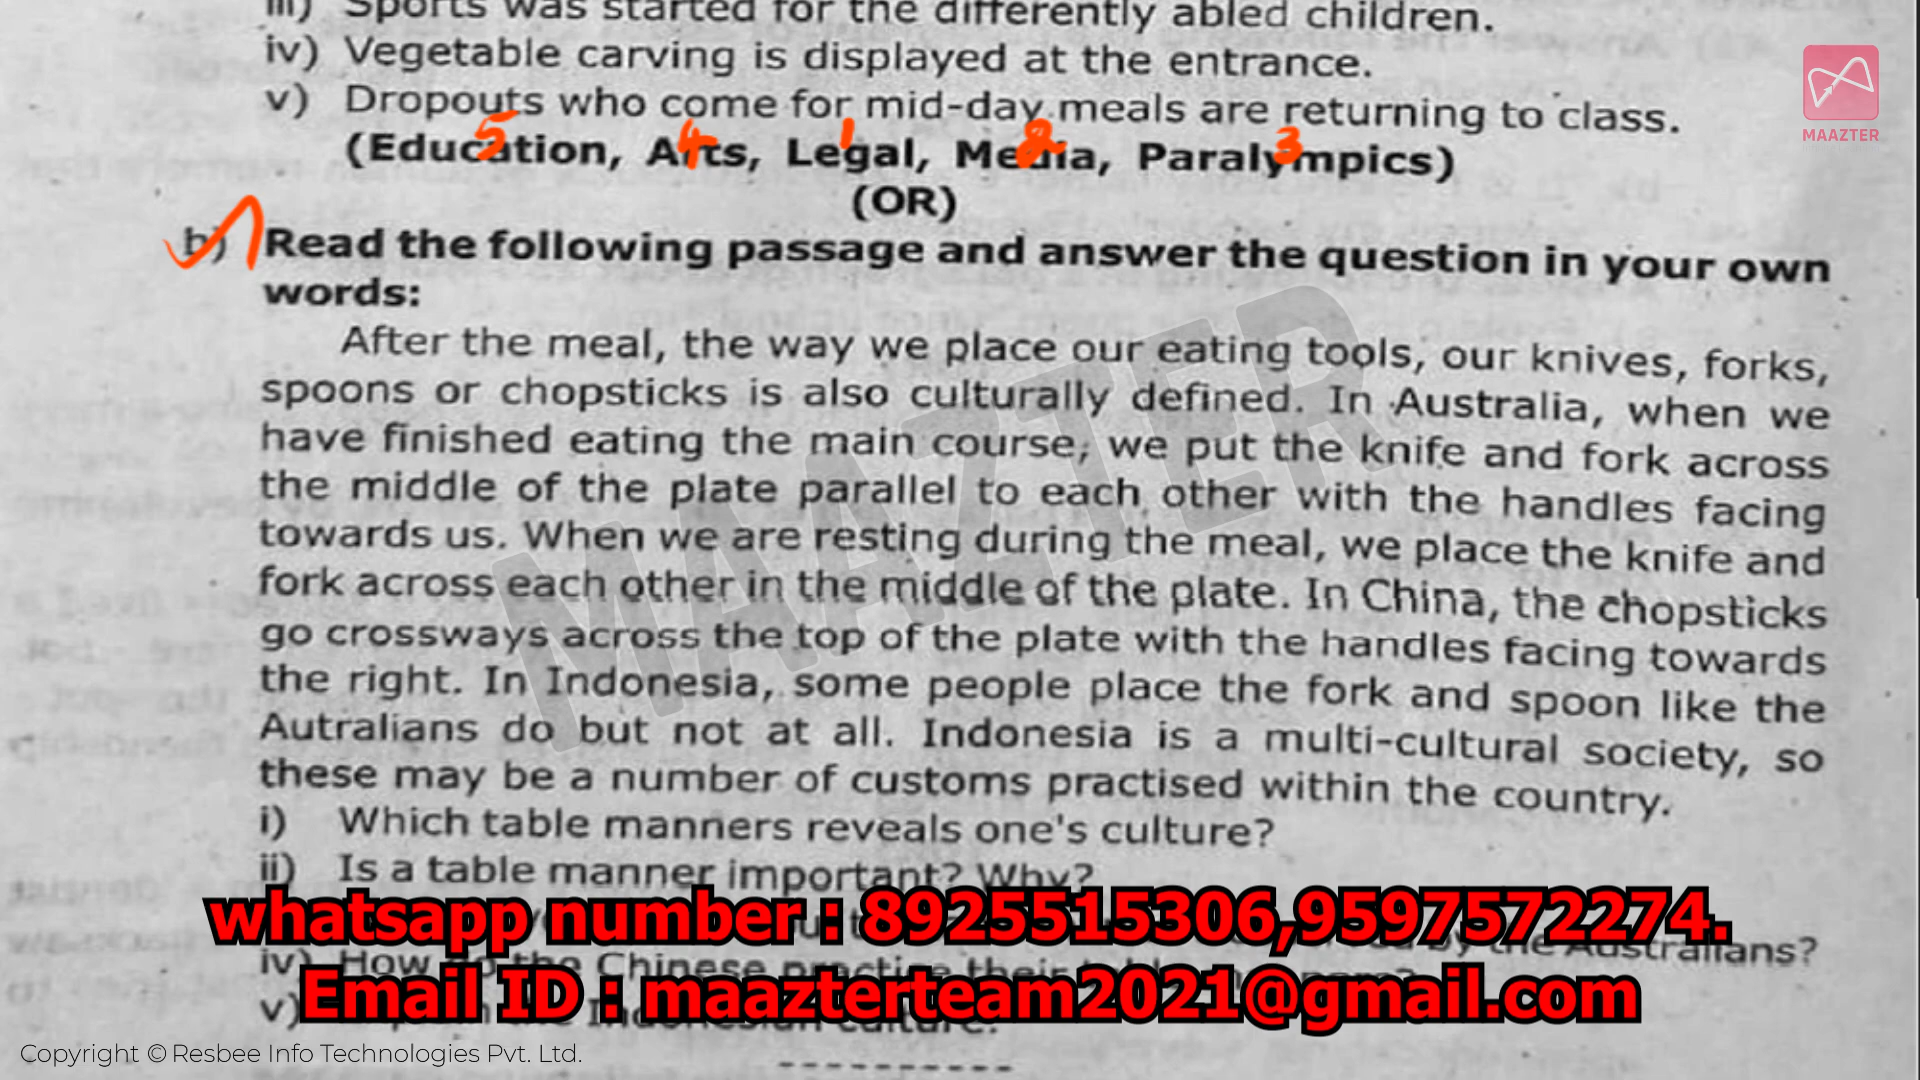 iii) Sports was started for the differently abled children.
iv) Vegetable carving is displayed at the entrance.
v) Dropouts who come for mid-day meals are returning to class.
5 4 1 2 3
(Education, Arts, Legal, Media, Paralympics)
(OR)
b) Read the following passage and answer the question in your own
words:
After the meal, the way we place our eating tools, our knives, forks,
spoons or chopsticks is also culturally defined. In Australia, when we
have finished eating the main course, we put the knife and fork across
the middle of the plate parallel to each other with the handles facing
towards us. When we are resting during the meal, we place the knife and
fork across each other in the middle of the plate. In China, the chopsticks
go crossways across the top of the plate with the handles facing towards
the right. In Indonesia, some people place the fork and spoon like the
Autralians do but not at all. Indonesia is a multi-cultural society, so
these may be a number of customs practised within the country.
i) Which table manners reveals one's culture?
ii) Is a table manner important? Why?
by the Australians?
iv) How do the Chinese practice their
v) the Indonesian culture.
whatsapp number : 8925515306,9597572274.
Email ID : maazterteam2021@gmail.com
Copyright © Resbee Info Technologies Pvt. Ltd.
MAAZTER
MAAZTER